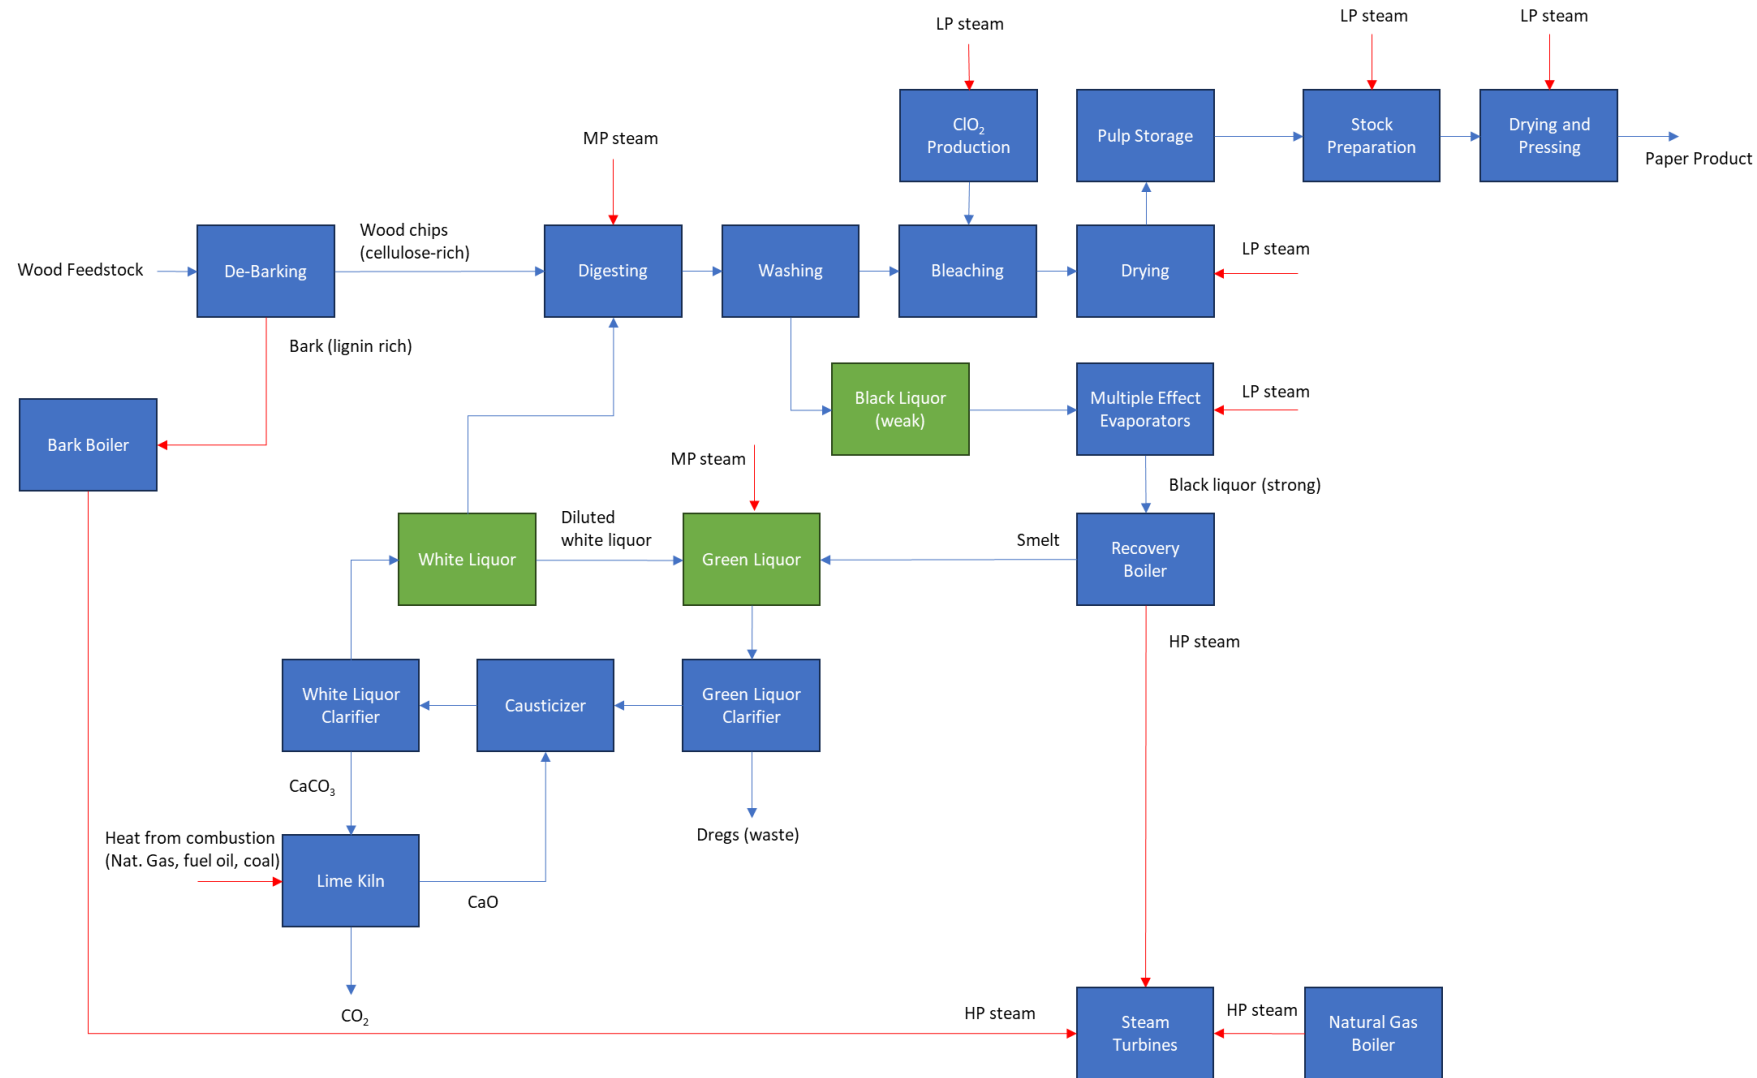 LP steam
LP steam
LP steam
ClO₂
Production
Pulp Storage
Stock
Preparation
Drying and
Pressing
Paper Product
MP steam
Wood Feedstock
De-Barking
Wood chips
(cellulose-rich)
Digesting
Washing
Bleaching
Drying
LP steam
Bark (lignin rich)
Bark Boiler
Black Liquor
(weak)
Multiple Effect
Evaporators
LP steam
MP steam
Black liquor (strong)
White Liquor
Diluted
white liquor
Green Liquor
Smelt
Recovery
Boiler
HP steam
White Liquor
Clarifier
Causticizer
Green Liquor
Clarifier
CaCO₃
Dregs (waste)
Heat from combustion
(Nat. Gas, fuel oil, coal)
Lime Kiln
CaO
CO₂
HP steam
Steam
Turbines
HP steam
Natural Gas
Boiler